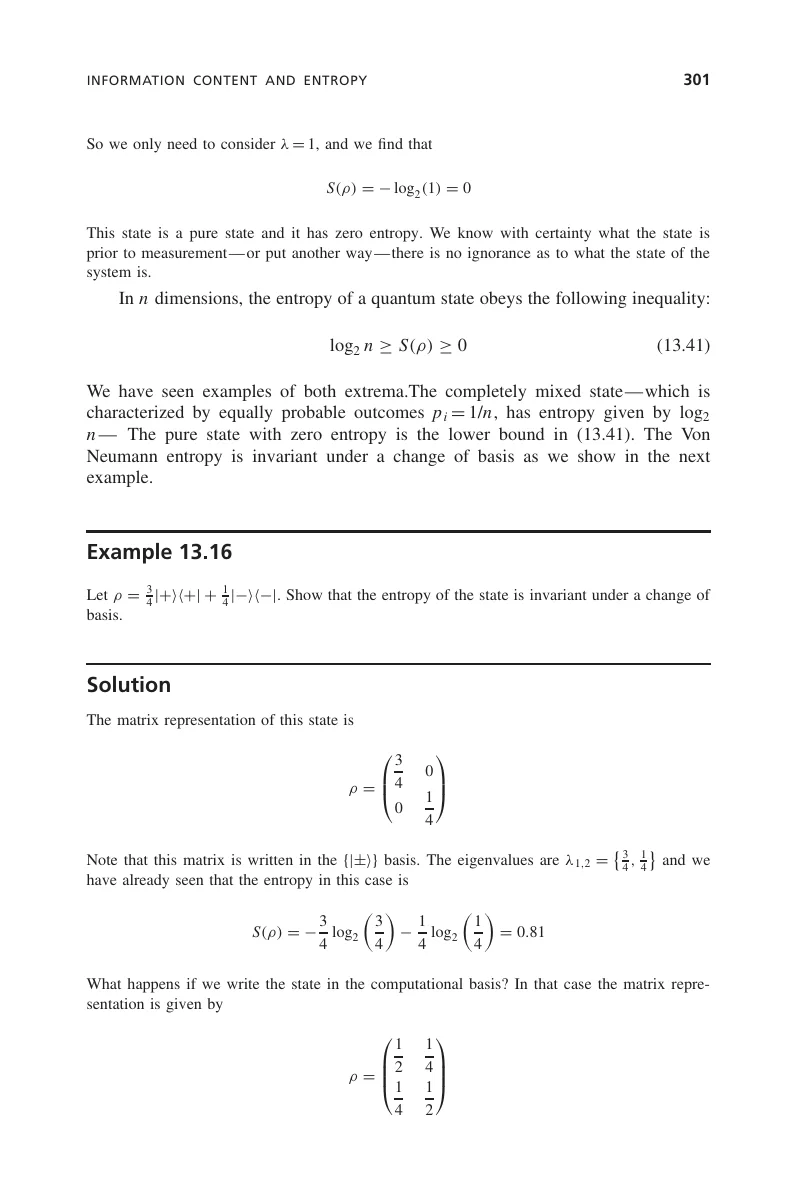 INFORMATION CONTENT AND ENTROPY 301
So we only need to consider λ = 1, and we find that
S(ρ) = − log₂(1) = 0
This state is a pure state and it has zero entropy. We know with certainty what the state is
prior to measurement—or put another way—there is no ignorance as to what the state of the
system is.
In n dimensions, the entropy of a quantum state obeys the following inequality:
log₂ n ≥ S(ρ) ≥ 0 (13.41)
We have seen examples of both extrema.The completely mixed state—which is
characterized by equally probable outcomes pᵢ = 1/n, has entropy given by log₂
n— The pure state with zero entropy is the lower bound in (13.41). The Von
Neumann entropy is invariant under a change of basis as we show in the next
example.
Example 13.16
Let ρ = 3/4|+⟩⟨+| + 1/4|−⟩⟨−|. Show that the entropy of the state is invariant under a change of
basis.
Solution
The matrix representation of this state is
ρ = (3/4 0
0 1/4)
Note that this matrix is written in the {|±⟩} basis. The eigenvalues are λ₁,₂ = {3/4, 1/4} and we
have already seen that the entropy in this case is
S(ρ) = −3/4 log₂ (3/4) − 1/4 log₂ (1/4) = 0.81
What happens if we write the state in the computational basis? In that case the matrix repre-
sentation is given by
ρ = (1/2 1/4
1/4 1/2)